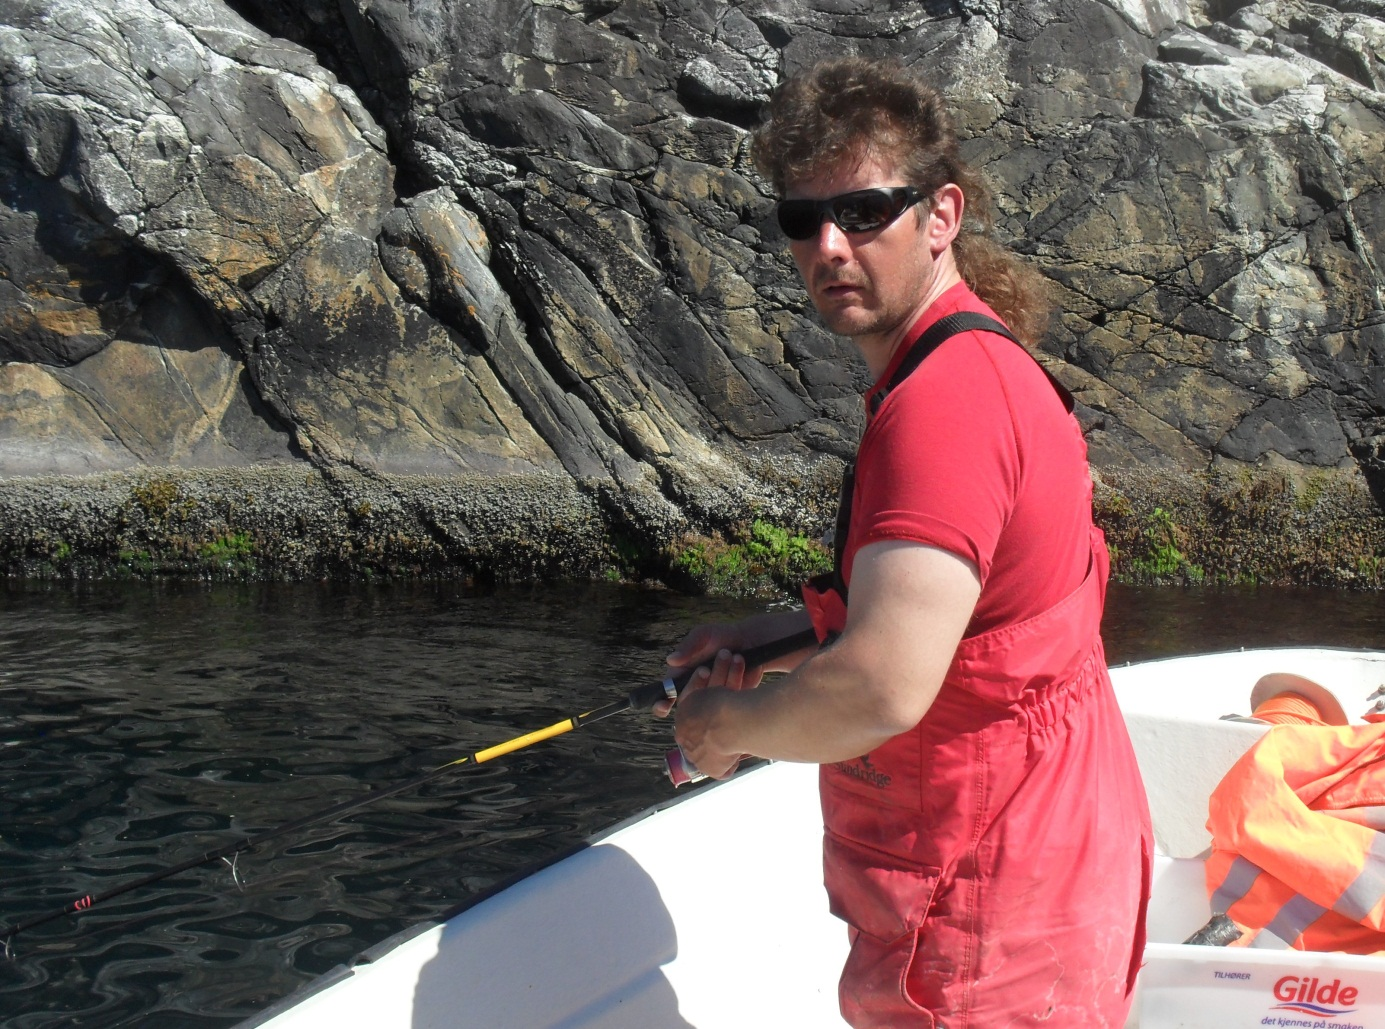 TILHØRER
Gilde
det kjennes på smaken